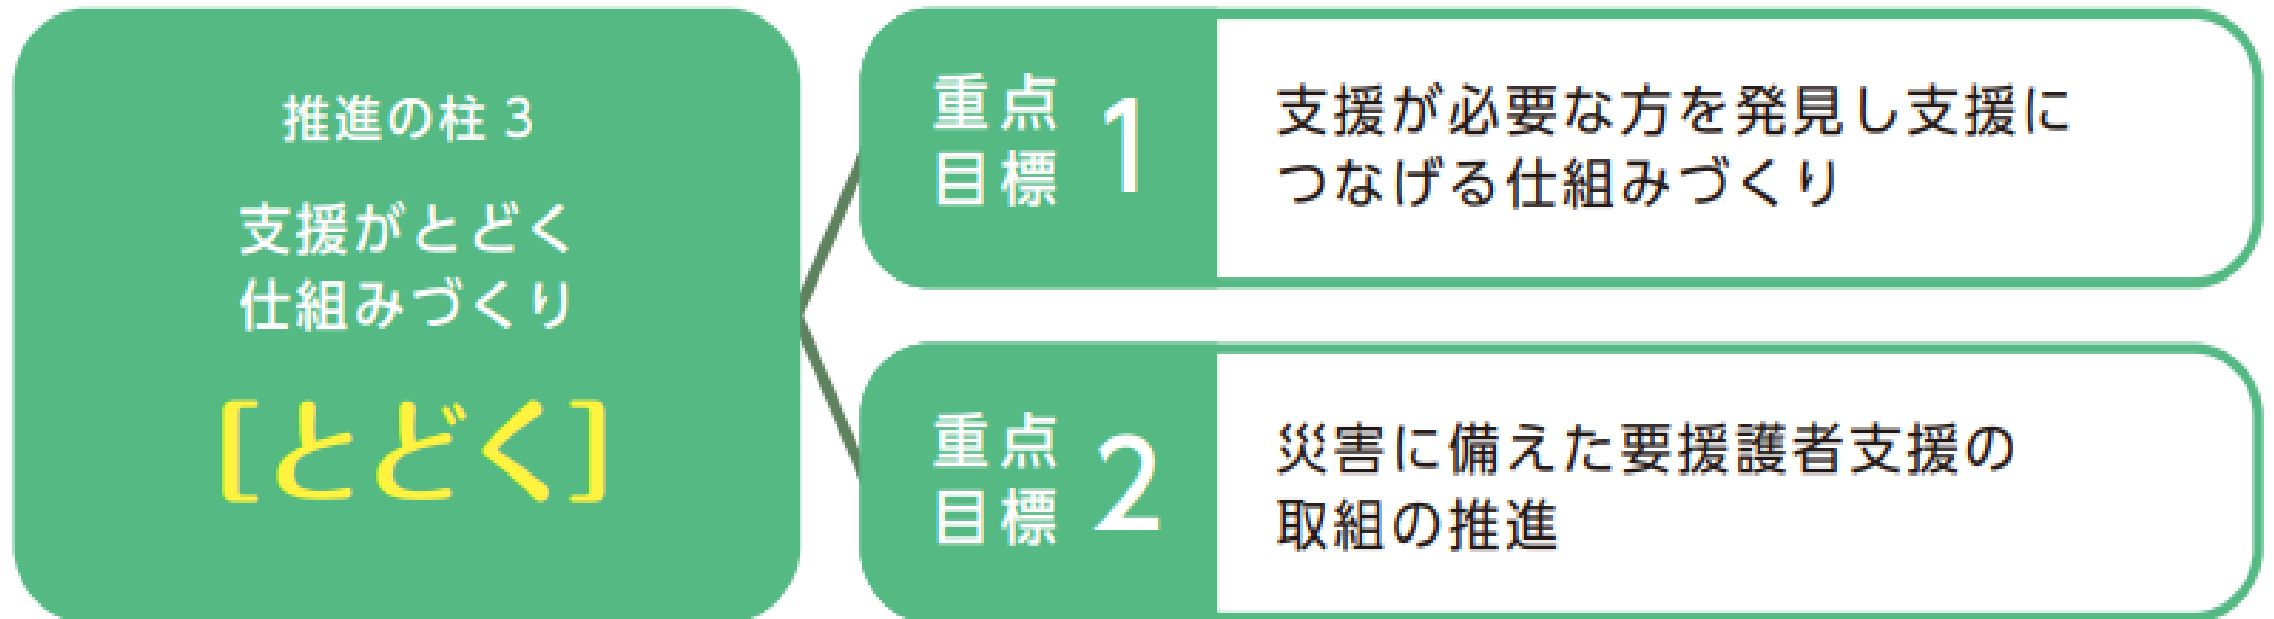 推進の柱 3
支援がとどく
仕組みづくり
[とどく]
重点
目標
1
支援が必要な方を発見し支援に
つなげる仕組みづくり
重点
目標
2
災害に備えた要援護者支援の
取組の推進